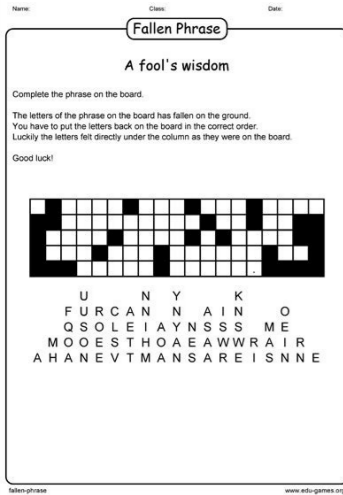 Name:
Class:
Date:
Fallen Phrase
A fool's wisdom
Complete the phrase on the board.
The letters of the phrase on the board has fallen on the ground.
You have to put the letters back on the board in the correct order.
Luckily the letters felt directly under the column as they were on the board.
Good luck!
.
U N Y K
F U R C A N N A I N O
Q S O L E I A Y N S S S M E
M O O E S T H O A E A W W R A I R
A H A N E V T M A N S A R E I S N N E
fallen-phrase
www.edu-games.org